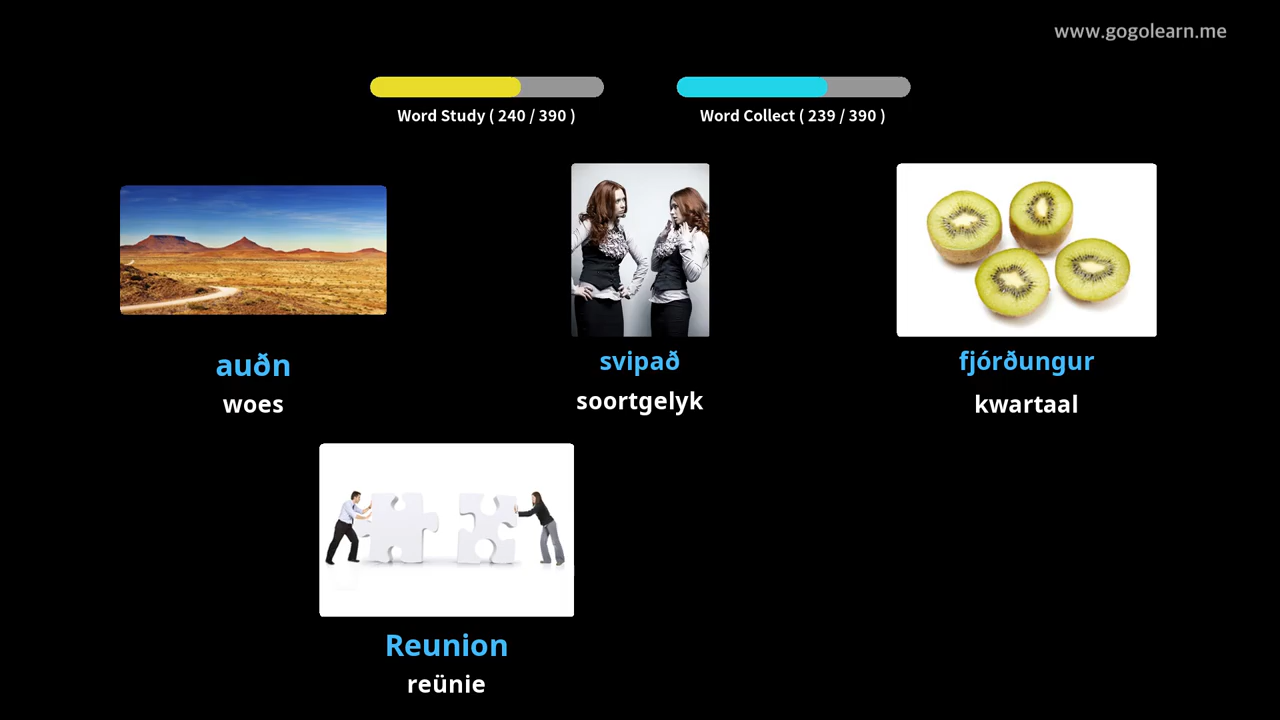 www.gogolearn.me
Word Study ( 240 / 390 )
Word Collect ( 239 / 390 )
auðn
woes
svipað
soortgelyk
fjórðungur
kwartaal
Reunion
reünie